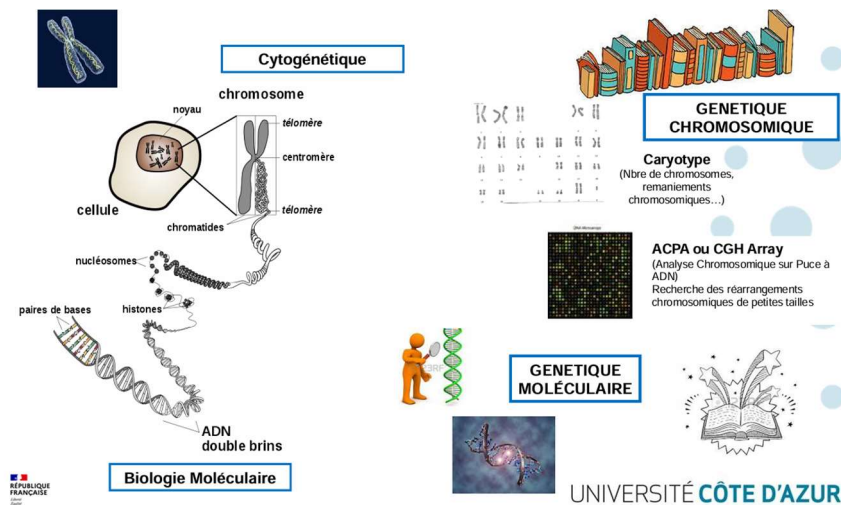 Cytogénétique
chromosome
noyau
télomère
centromère
cellule
télomère
chromatides
nucléosomes
histones
paires de bases
ADN
double brins
Biologie Moléculaire
RÉPUBLIQUE
FRANÇAISE
GENETIQUE
CHROMOSOMIQUE
Caryotype
(Nbre de chromosomes,
remaniements
chromosomiques...)
ACPA ou CGH Array
(Analyse Chromosomique sur Puce à
ADN)
Recherche des réarrangements
chromosomiques de petites tailles
GENETIQUE
MOLÉCULAIRE
UNIVERSITÉ CÔTE D'AZUR